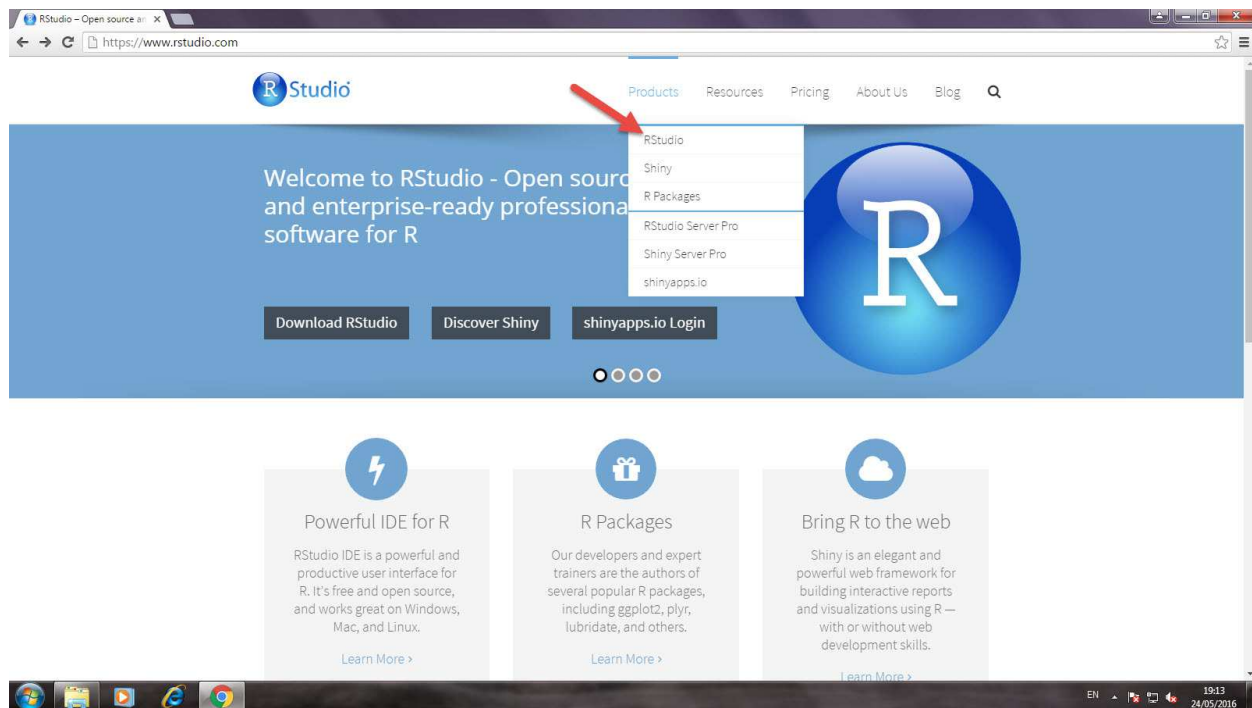 RStudio – Open source an
https://www.rstudio.com
R Studio
Products Resources Pricing About Us Blog
RStudio
Shiny
R Packages
RStudio Server Pro
Shiny Server Pro
shinyapps.io
Welcome to RStudio - Open sourc
and enterprise-ready professiona
software for R
R
Download RStudio Discover Shiny shinyapps.io Login
Powerful IDE for R
RStudio IDE is a powerful and
productive user interface for
R. It's free and open source,
and works great on Windows,
Mac, and Linux.
Learn More >
R Packages
Our developers and expert
trainers are the authors of
several popular R packages,
including ggplot2, plyr,
lubridate, and others.
Learn More >
Bring R to the web
Shiny is an elegant and
powerful web framework for
building interactive reports
and visualizations using R —
with or without web
development skills.
Learn More >
EN
19:13
24/05/2016